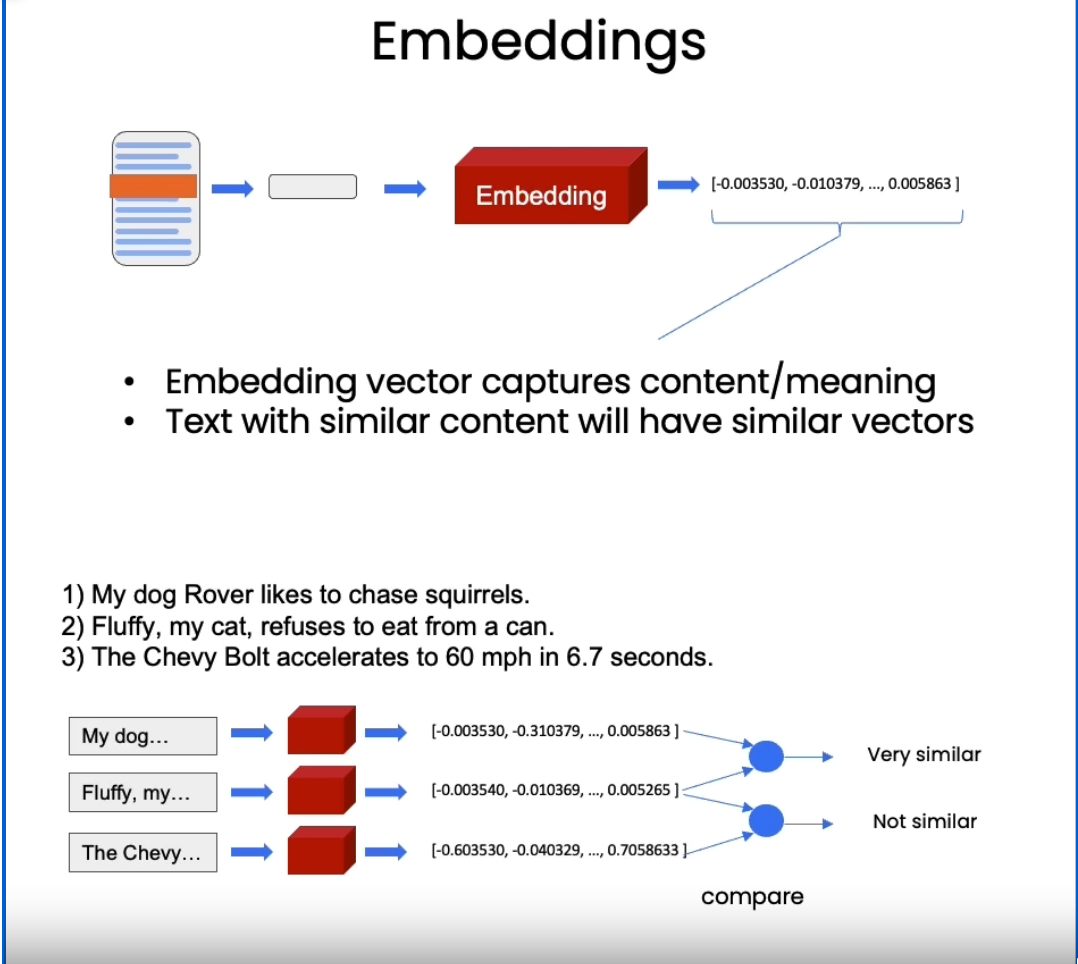 Embeddings
Embedding
[-0.003530, -0.010379, ..., 0.005863 ]
• Embedding vector captures content/meaning
• Text with similar content will have similar vectors
1) My dog Rover likes to chase squirrels.
2) Fluffy, my cat, refuses to eat from a can.
3) The Chevy Bolt accelerates to 60 mph in 6.7 seconds.
My dog...
[-0.003530, -0.310379, ..., 0.005863 ]
Very similar
Fluffy, my...
[-0.003540, -0.010369, ..., 0.005265 ]
Not similar
The Chevy...
[-0.603530, -0.040329, ..., 0.7058633 ]
compare